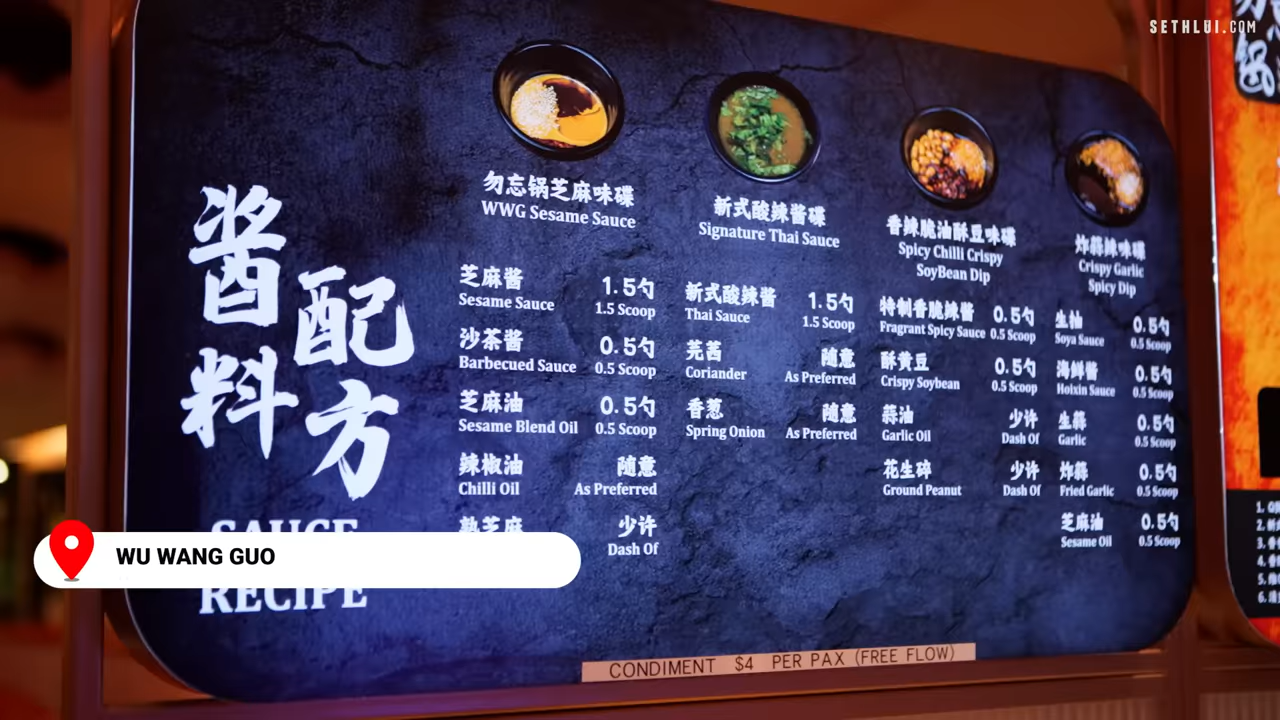 SETHLUI.COM
酱料
配方
SAUCE
RECIPE
WU WANG GUO
勿忘锅芝麻味碟
WWG Sesame Sauce
芝麻酱 1.5勺
Sesame Sauce 1.5 Scoop
沙茶酱 0.5勺
Barbecued Sauce 0.5 Scoop
芝麻油 0.5勺
Sesame Blend Oil 0.5 Scoop
辣椒油 随意
Chilli Oil As Preferred
熟芝麻 少许
Dash Of
新式酸辣酱碟
Signature Thai Sauce
新式酸辣酱 1.5勺
Thai Sauce 1.5 Scoop
芫茜 随意
Coriander As Preferred
香葱 随意
Spring Onion As Preferred
香辣脆油酥豆味碟
Spicy Chilli Crispy
SoyBean Dip
特制香脆辣酱 0.5勺
Fragrant Spicy Sauce 0.5 Scoop
酥黄豆 0.5勺
Crispy Soybean 0.5 Scoop
蒜油 少许
Garlic Oil Dash Of
花生碎 少许
Ground Peanut Dash Of
炸蒜辣味碟
Crispy Garlic
Spicy Dip
生抽 0.5勺
Soya Sauce 0.5 Scoop
海鲜酱 0.5勺
Hoixin Sauce 0.5 Scoop
生蒜 0.5勺
Garlic 0.5 Scoop
炸蒜 0.5勺
Fried Garlic 0.5 Scoop
芝麻油 0.5勺
Sesame Oil 0.5 Scoop
CONDIMENT $4 PER PAX (FREE FLOW)